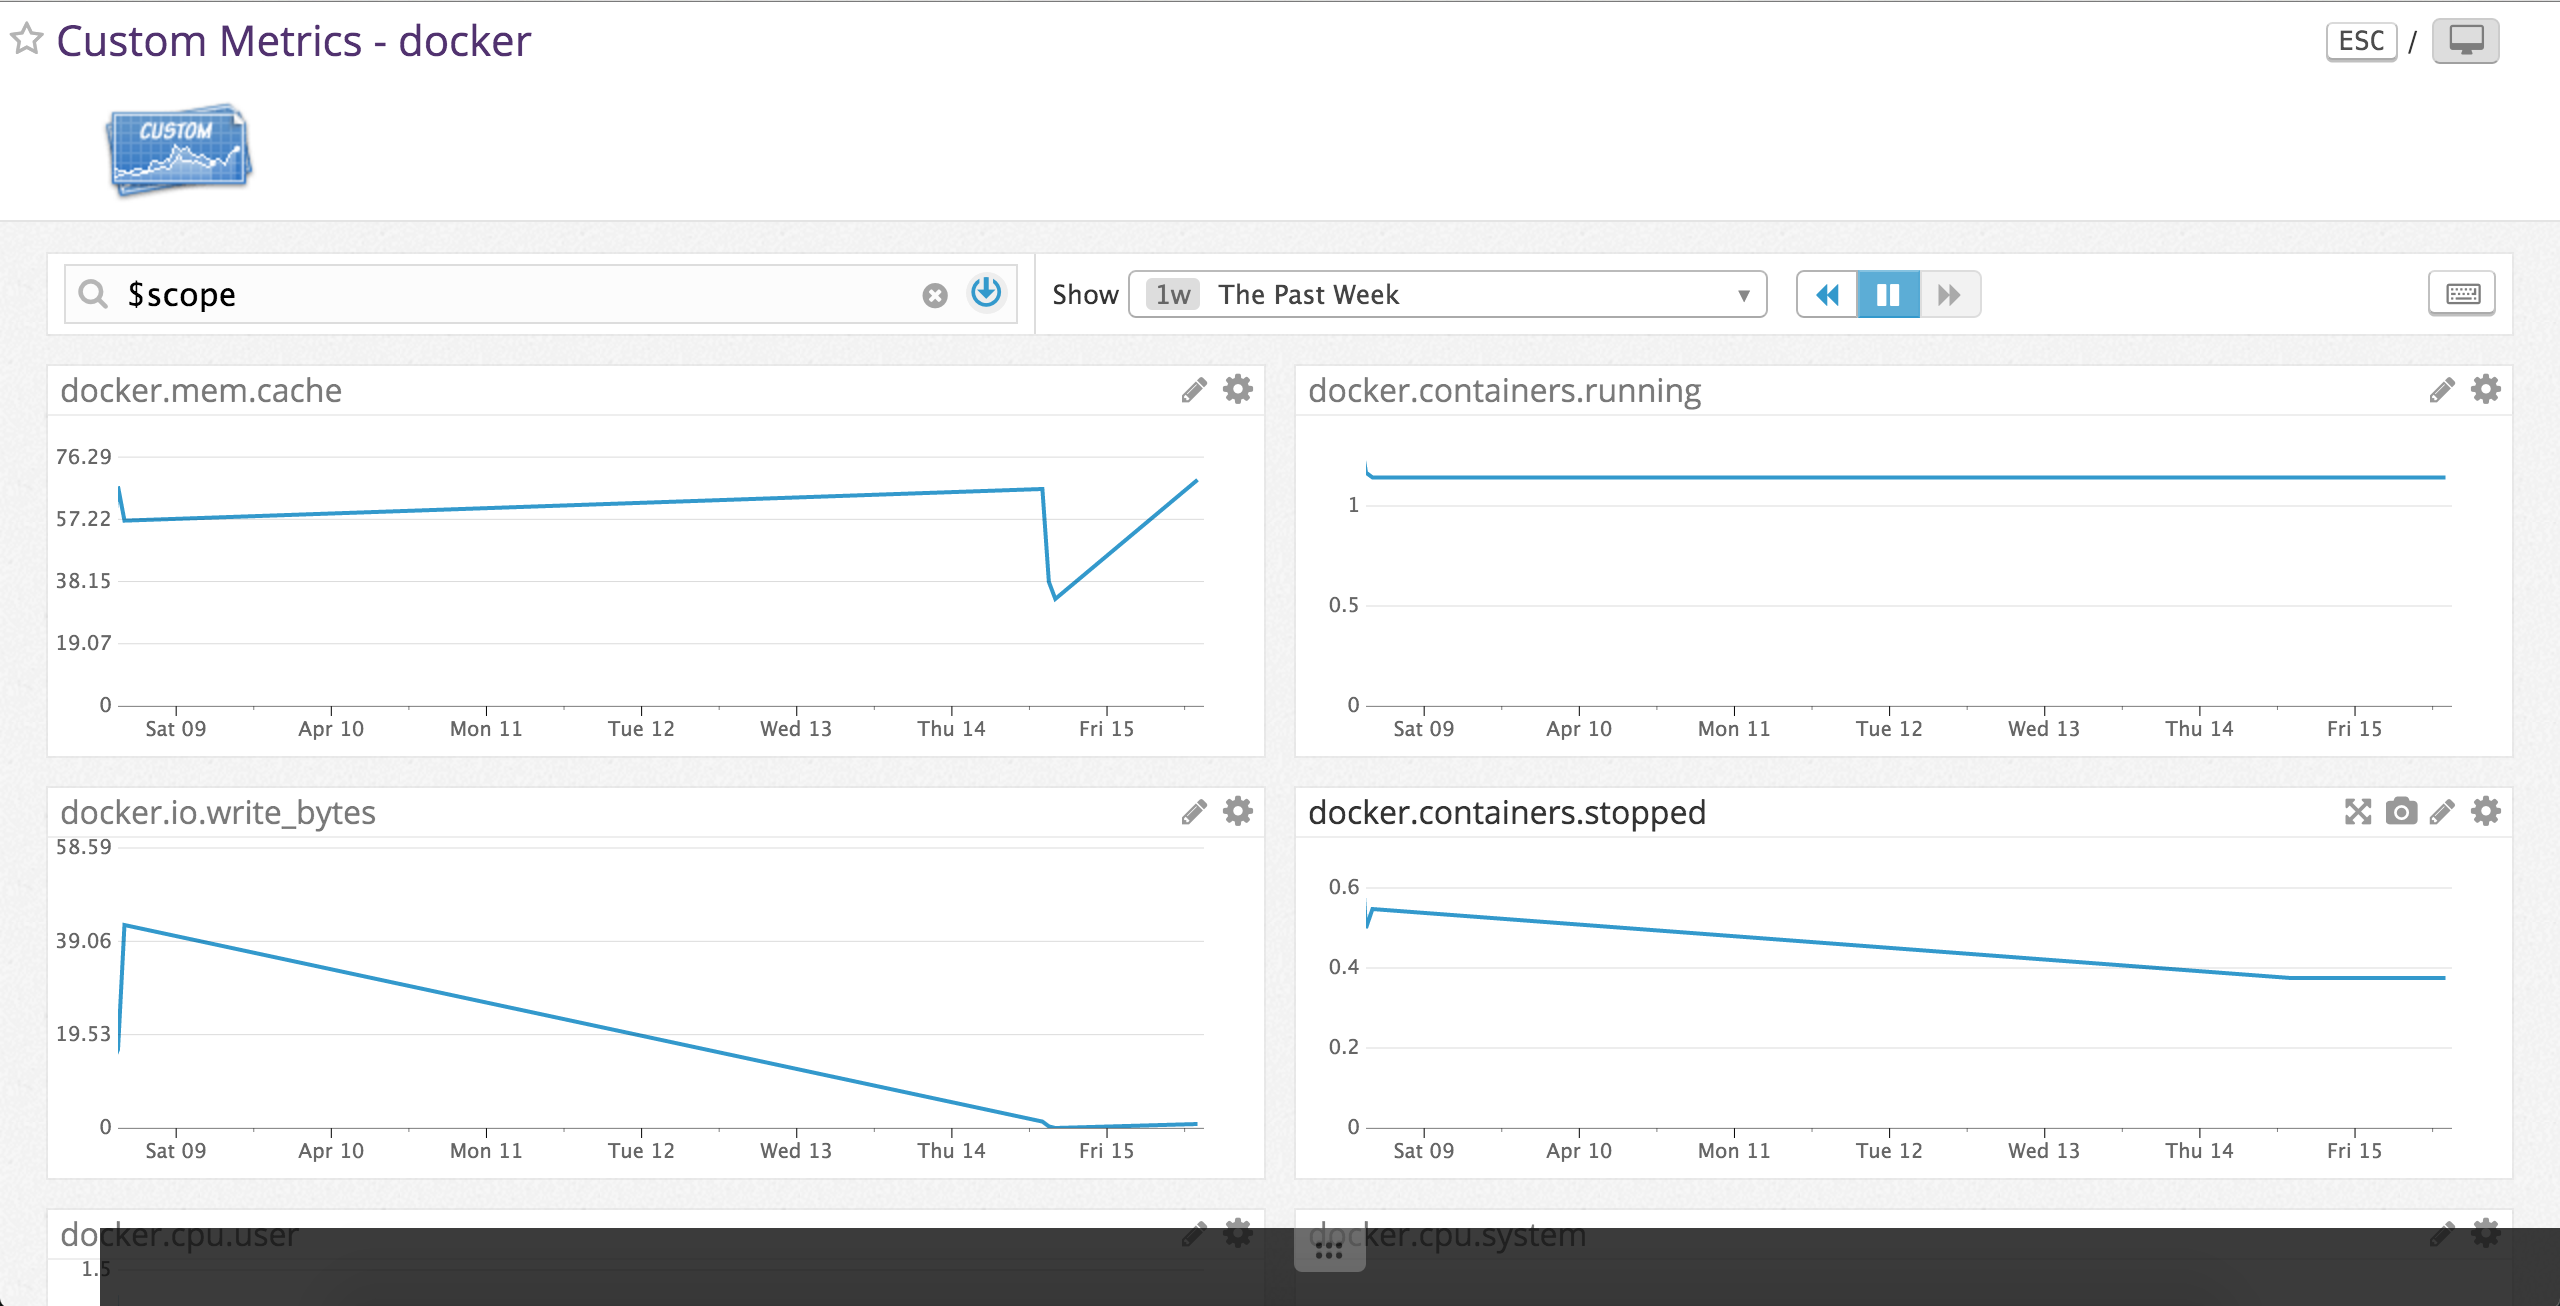 Custom Metrics - docker
ESC /
CUSTOM
$scope
Show 1w The Past Week
docker.mem.cache
76.29
57.22
38.15
19.07
0
Sat 09 Apr 10 Mon 11 Tue 12 Wed 13 Thu 14 Fri 15
docker.containers.running
1
0.5
0
Sat 09 Apr 10 Mon 11 Tue 12 Wed 13 Thu 14 Fri 15
docker.io.write_bytes
58.59
39.06
19.53
0
Sat 09 Apr 10 Mon 11 Tue 12 Wed 13 Thu 14 Fri 15
docker.containers.stopped
0.6
0.4
0.2
0
Sat 09 Apr 10 Mon 11 Tue 12 Wed 13 Thu 14 Fri 15
docker.cpu.user
1.5
docker.cpu.system